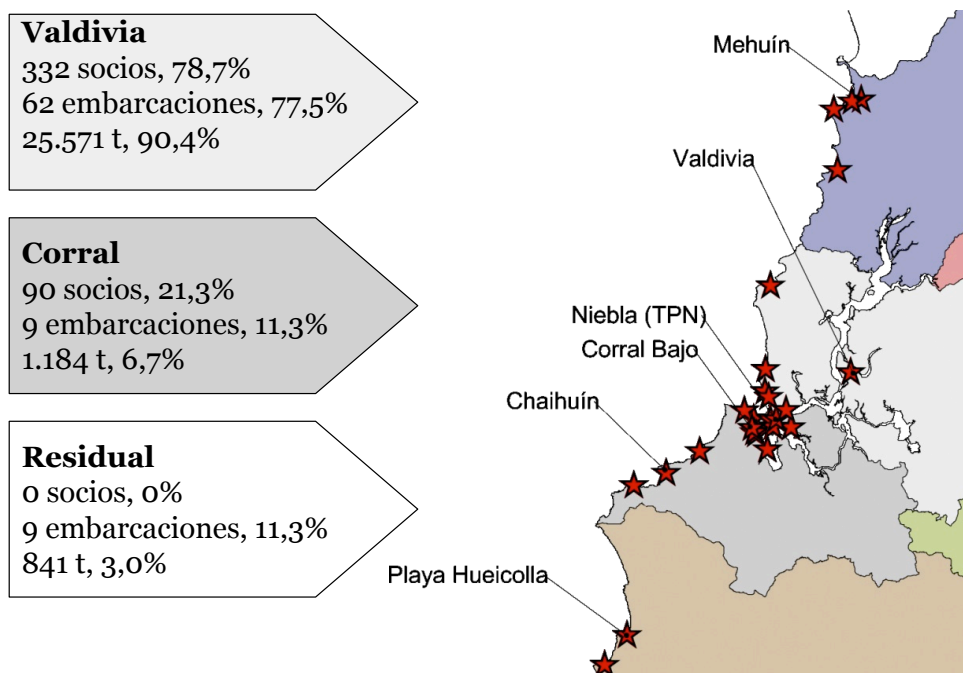 Valdivia
332 socios, 78,7%
62 embarcaciones, 77,5%
25.571 t, 90,4%
Corral
90 socios, 21,3%
9 embarcaciones, 11,3%
1.184 t, 6,7%
Residual
0 socios, 0%
9 embarcaciones, 11,3%
841 t, 3,0%
Mehuín
Valdivia
Niebla (TPN)
Corral Bajo
Chaihuín
Playa Hueicolla